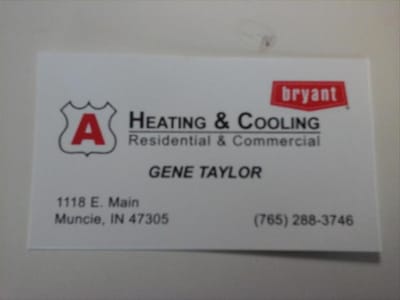 bryant
A HEATING & COOLING
Residential & Commercial
GENE TAYLOR
1118 E. Main
Muncie, IN 47305 (765) 288-3746